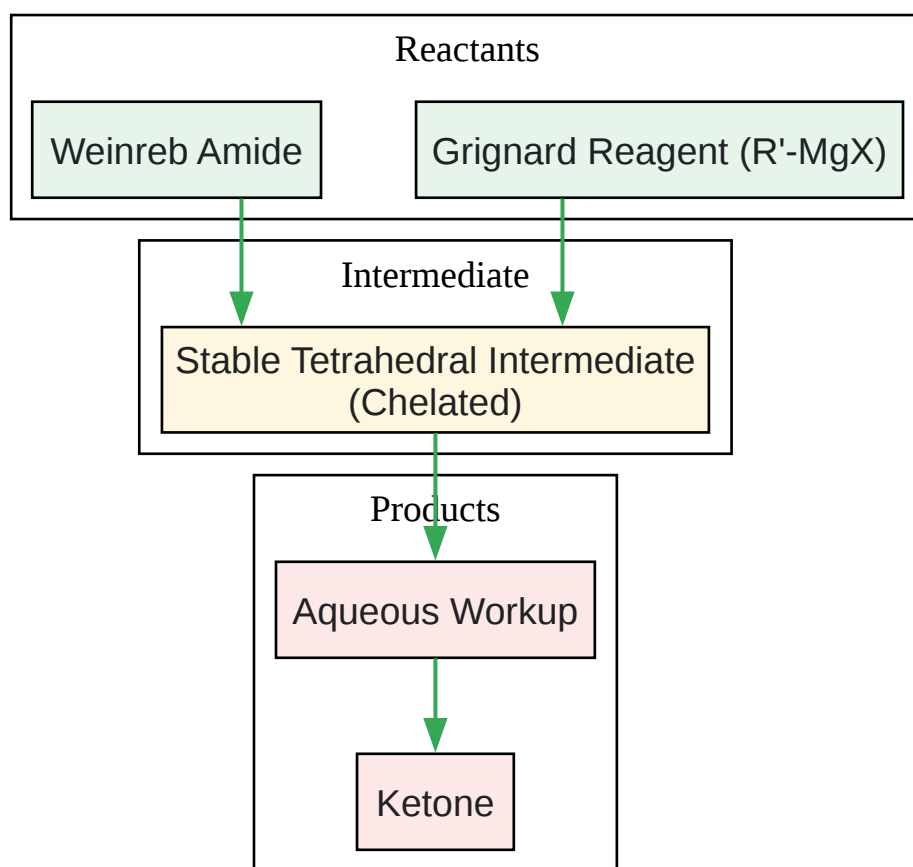 Reactants
Weinreb Amide
Grignard Reagent (R'-MgX)
Intermediate
Stable Tetrahedral Intermediate
(Chelated)
Products
Aqueous Workup
Ketone